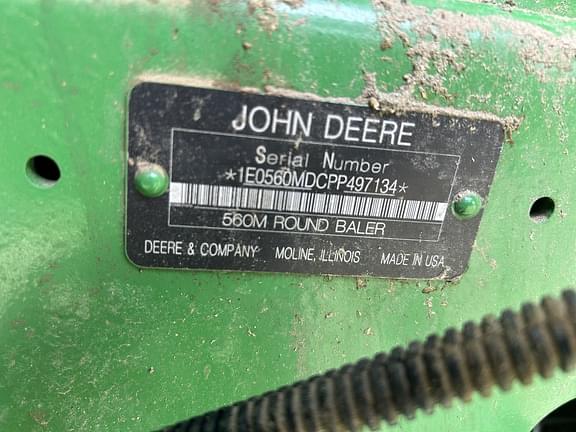 JOHN DEERE
Serial Number
*1E0560MDCPP497134*
560M ROUND BALER
DEERE & COMPANY MOLINE, ILLINOIS MADE IN USA